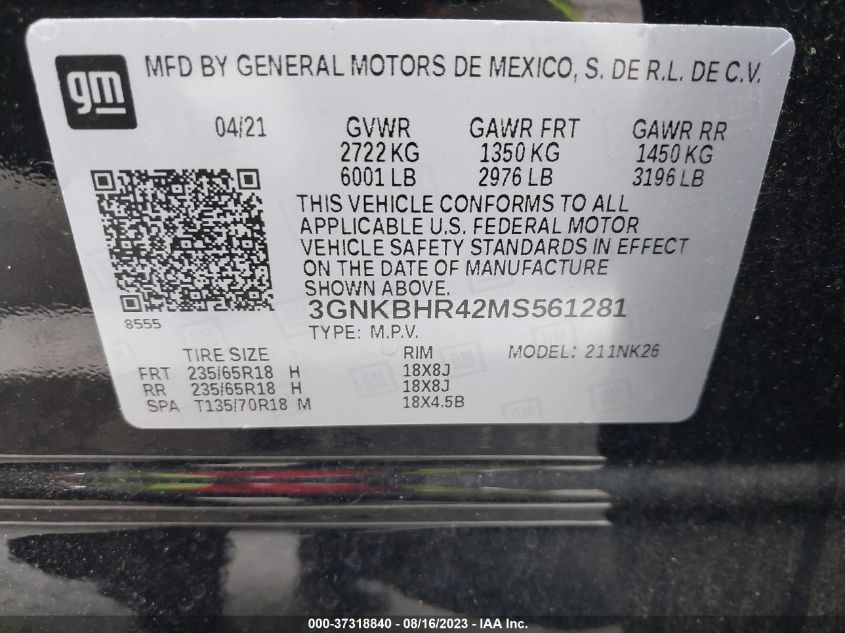 gm
MFD BY GENERAL MOTORS DE MEXICO, S. DE R.L. DE C.V.
04/21 GVWR GAWR FRT GAWR RR
2722 KG 1350 KG 1450 KG
6001 LB 2976 LB 3196 LB
THIS VEHICLE CONFORMS TO ALL
APPLICABLE U.S. FEDERAL MOTOR
VEHICLE SAFETY STANDARDS IN EFFECT
ON THE DATE OF MANUFACTURE
SHOWN ABOVE.
8555
3GNKBHR42MS561281
TYPE: M.P.V.
TIRE SIZE RIM MODEL: 211NK26
FRT 235/65R18 H 18X8J
RR 235/65R18 H 18X8J
SPA T135/70R18 M 18X4.5B
000-37318840 - 08/16/2023 - IAA Inc.